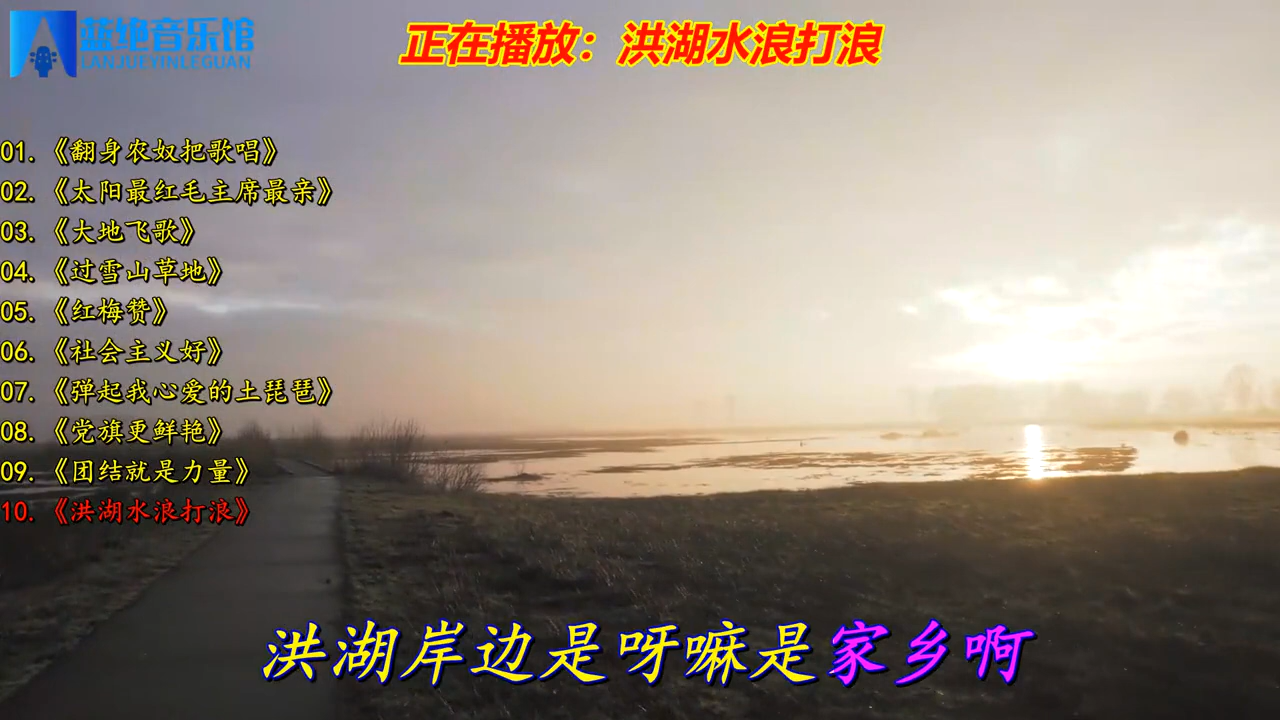 蓝绝音乐馆
LANJUEYINLEGUAN
正在播放：洪湖水浪打浪
01.《翻身农奴把歌唱》
02.《太阳最红毛主席最亲》
03.《大地飞歌》
04.《过雪山草地》
05.《红梅赞》
06.《社会主义好》
07.《弹起我心爱的土琵琶》
08.《党旗更鲜艳》
09.《团结就是力量》
10.《洪湖水浪打浪》
洪湖岸边是呀嘛是家乡啊